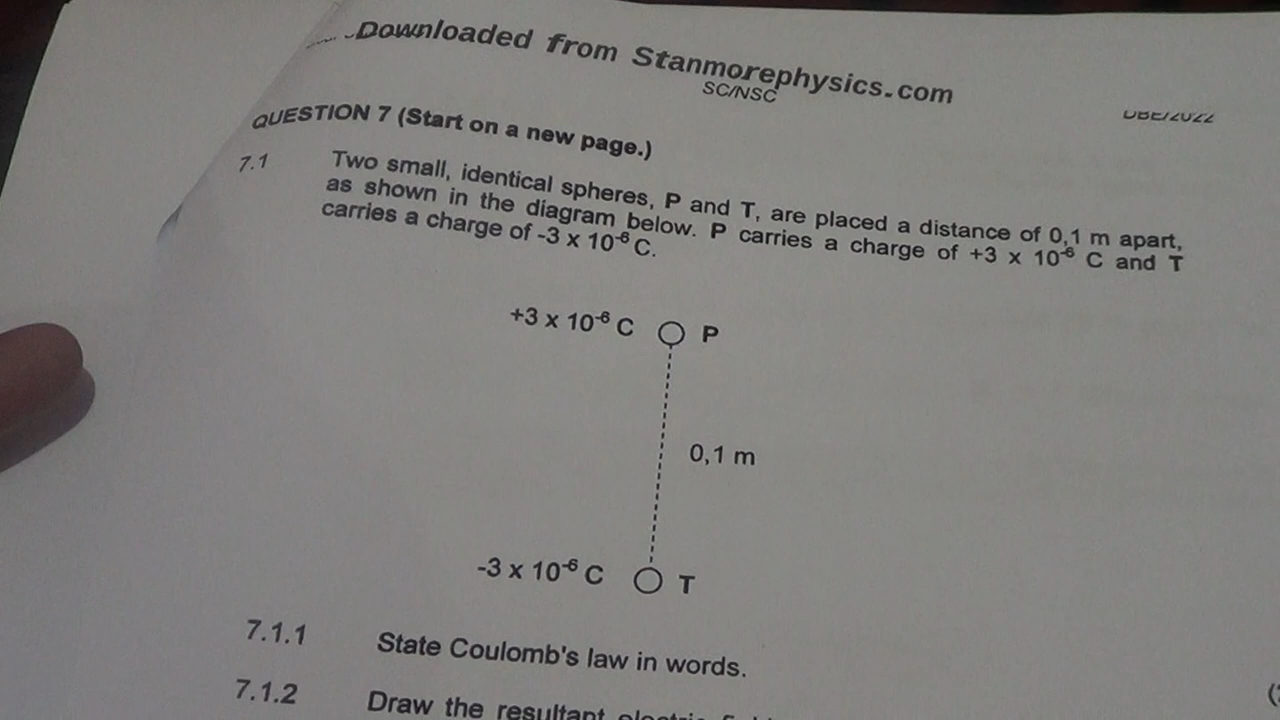 Downloaded from Stanmorephysics.com
SC/NSC
DBE/2022
QUESTION 7 (Start on a new page.)
7.1 Two small, identical spheres, P and T, are placed a distance of 0,1 m apart,
as shown in the diagram below. P carries a charge of +3 x 10⁻⁶ C and T
carries a charge of -3 x 10⁻⁶ C.
+3 x 10⁻⁶ C P
0,1 m
-3 x 10⁻⁶ C T
7.1.1 State Coulomb's law in words.
7.1.2 Draw the resultant electric